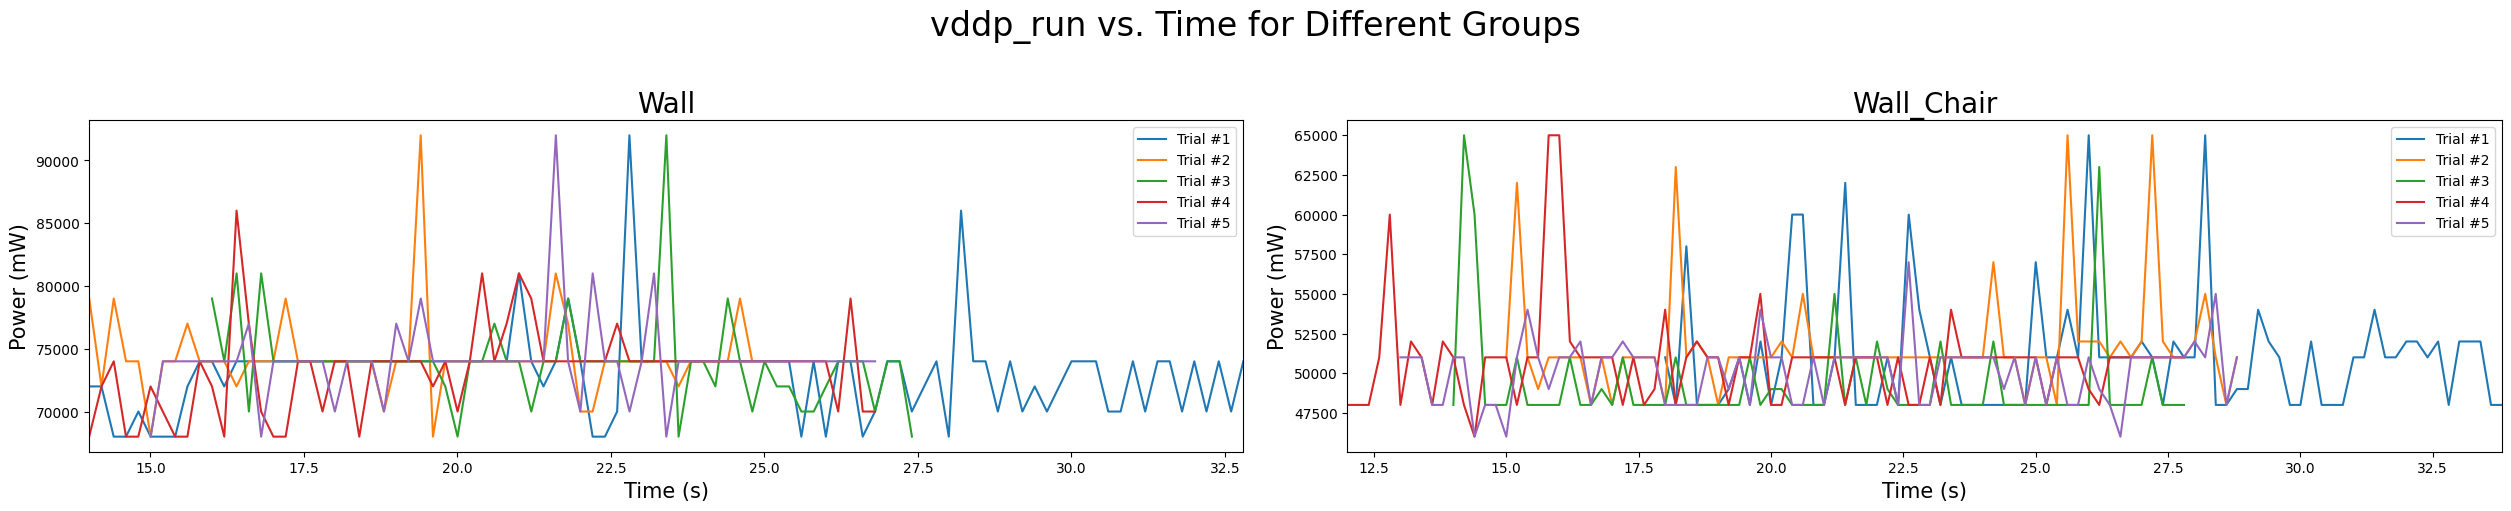 vddp_run vs. Time for Different Groups
Wall
Power (mW)
90000
85000
80000
75000
70000
15.0 17.5 20.0 22.5 25.0 27.5 30.0 32.5
Time (s)
Trial #1
Trial #2
Trial #3
Trial #4
Trial #5
Wall_Chair
Power (mW)
65000
62500
60000
57500
55000
52500
50000
47500
12.5 15.0 17.5 20.0 22.5 25.0 27.5 30.0 32.5
Time (s)
Trial #1
Trial #2
Trial #3
Trial #4
Trial #5